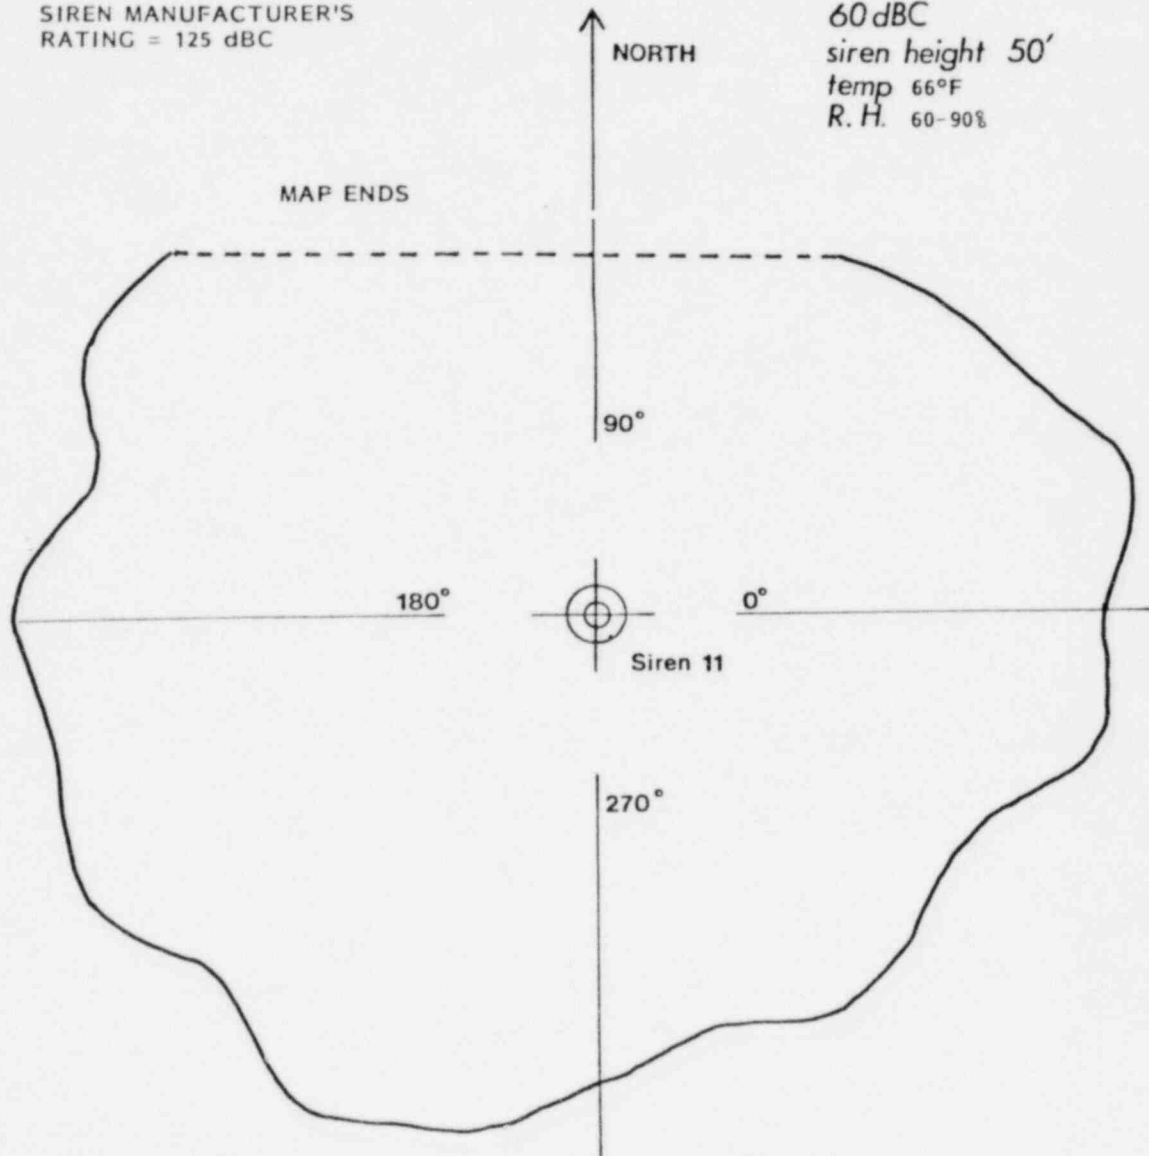 SIREN MANUFACTURER'S
RATING = 125 dBC
60 dBC
siren height 50'
temp 66°F
R. H. 60-90%
NORTH
MAP ENDS
90°
180°
0°
Siren 11
270°